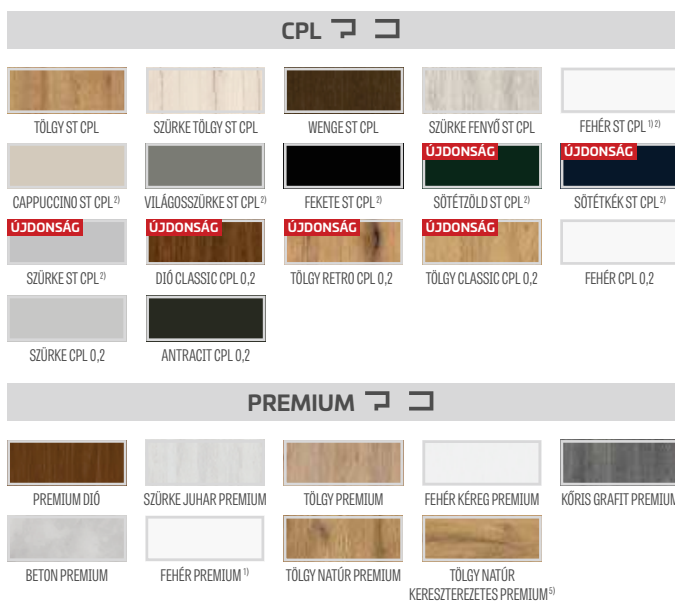 CPL
TÖLGY ST CPL
SZÜRKE TÖLGY ST CPL
WENGE ST CPL
SZÜRKE FENYŐ ST CPL
FEHÉR ST CPL 1) 2)
ÚJDONSÁG
ÚJDONSÁG
CAPPUCCINO ST CPL 2)
VILÁGOSSZÜRKE ST CPL 2)
FEKETE ST CPL 2)
SÖTÉTZÖLD ST CPL 2)
SÖTÉTKÉK ST CPL 2)
ÚJDONSÁG
ÚJDONSÁG
ÚJDONSÁG
ÚJDONSÁG
SZÜRKE ST CPL 2)
DIÓ CLASSIC CPL 0,2
TÖLGY RETRO CPL 0,2
TÖLGY CLASSIC CPL 0,2
FEHÉR CPL 0,2
SZÜRKE CPL 0,2
ANTRACIT CPL 0,2
PREMIUM
PREMIUM DIÓ
SZÜRKE JUHAR PREMIUM
TÖLGY PREMIUM
FEHÉR KÉREG PREMIUM
KŐRIS GRAFIT PREMIUM
BETON PREMIUM
FEHÉR PREMIUM 1)
TÖLGY NATÚR PREMIUM
TÖLGY NATÚR
KERESZTEREZETES PREMIUM 5)